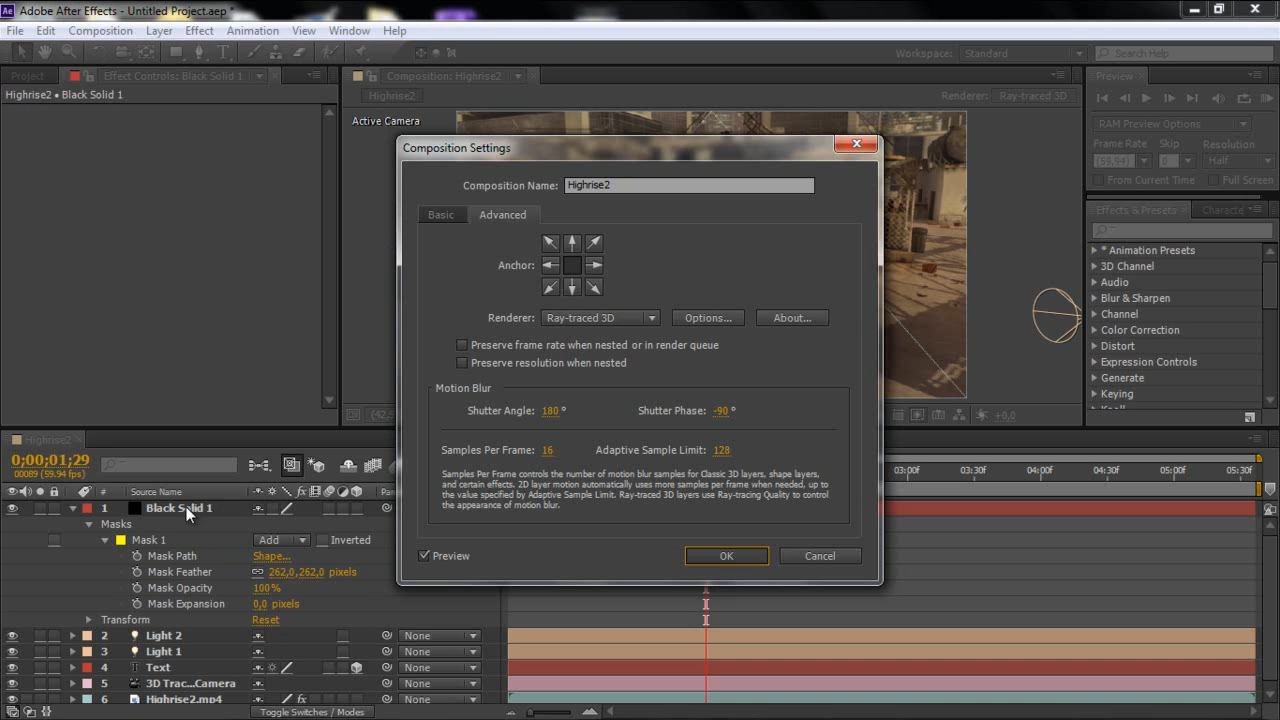 Adobe After Effects - Untitled Project.aep *
File Edit Composition Layer Effect Animation View Window Help
Workspace: Standard Search Help
Project Effect Controls: Black Solid 1 Composition: Highrise2 Preview
Highrise2 • Black Solid 1 Highrise2 Renderer: Ray-traced 3D
Active Camera
RAM Preview Options
Frame Rate Skip Resolution
(59,94) 0 Half
From Current Time Full Screen
Effects & Presets Characte
* Animation Presets
3D Channel
Audio
Blur & Sharpen
Channel
Color Correction
Distort
Expression Controls
Generate
Keying
Composition Settings
Composition Name: Highrise2
Basic Advanced
Anchor:
Renderer: Ray-traced 3D Options... About...
Preserve frame rate when nested or in render queue
Preserve resolution when nested
Motion Blur
Shutter Angle: 180 ° Shutter Phase: -90 °
Samples Per Frame: 16 Adaptive Sample Limit: 128
Samples Per Frame controls the number of motion blur samples for Classic 3D layers, shape layers,
and certain effects. 2D layer motion automatically uses more samples per frame when needed, up to
the value specified by Adaptive Sample Limit. Ray-traced 3D layers use Ray-tracing Quality to control
the appearance of motion blur.
Preview OK Cancel
+0,0
Highrise2
0;00;01;29
00089 (59.94 fps)
03:00f 03:30f 04:00f 04:30f 05:00f 05:30f
# Source Name
1 Black Solid 1
Masks
Mask 1 Add Inverted
Mask Path Shape...
Mask Feather 262,0,262,0 pixels
Mask Opacity 100%
Mask Expansion 0,0 pixels
Transform Reset
2 Light 2 None
3 Light 1 None
4 Text None
5 3D Trac...Camera None
6 Highrise2.mp4 None
Toggle Switches / Modes